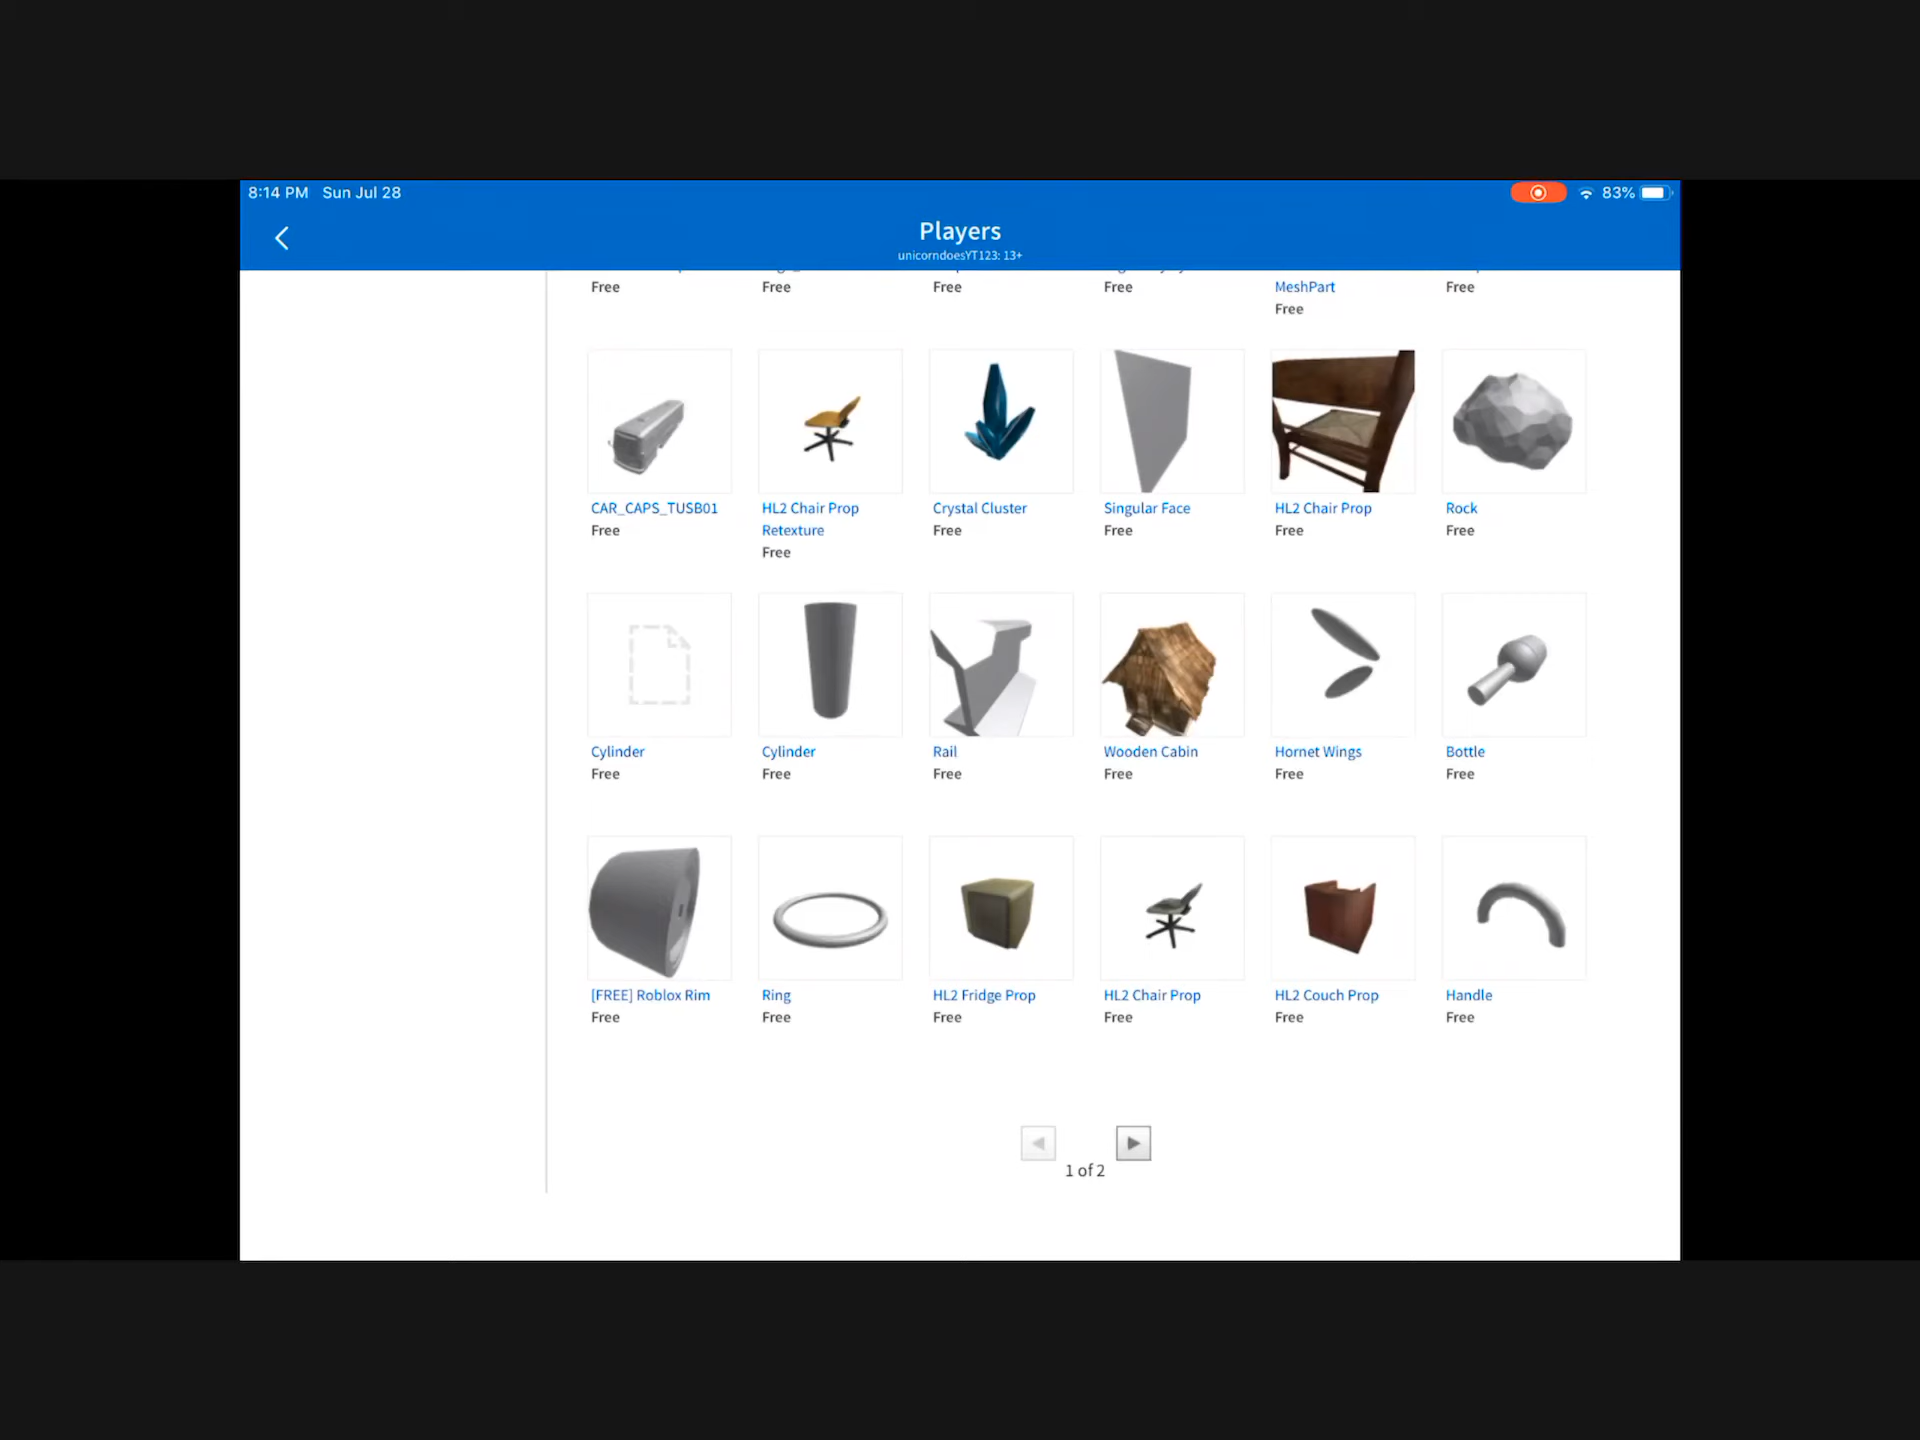 8:14 PM Sun Jul 28
83%
Players
unicorndoesYT123: 13+
Free Free Free Free MeshPart Free
Free
CAR_CAPS_TUSB01 HL2 Chair Prop Crystal Cluster Singular Face HL2 Chair Prop Rock
Free Retexture Free Free Free Free
Free
Cylinder Cylinder Rail Wooden Cabin Hornet Wings Bottle
Free Free Free Free Free Free
[FREE] Roblox Rim Ring HL2 Fridge Prop HL2 Chair Prop HL2 Couch Prop Handle
Free Free Free Free Free Free
1 of 2